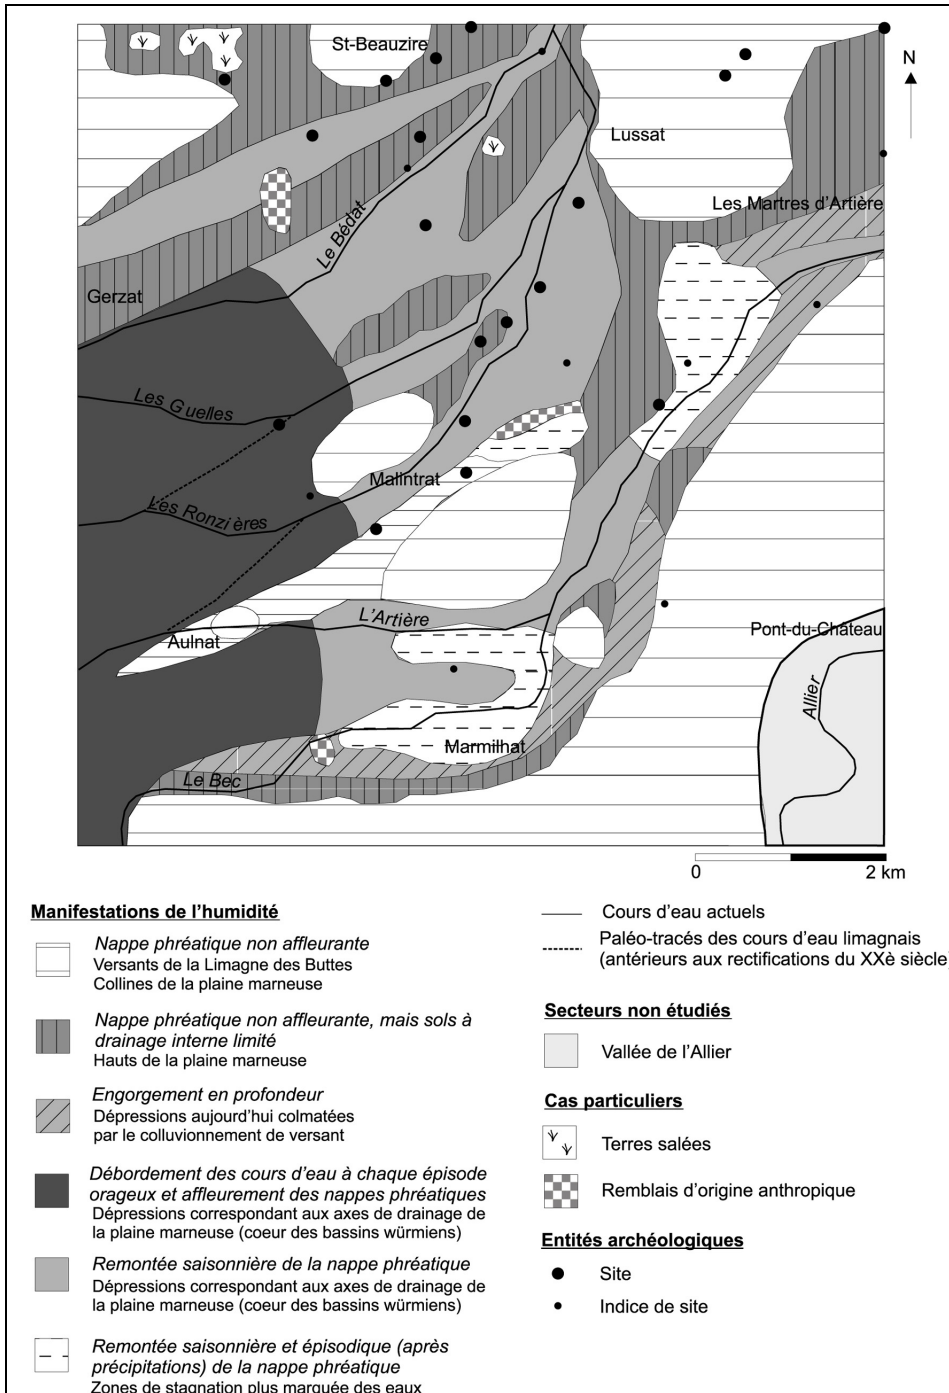 St-Beauzire
N
Lussat
Les Martres d'Artière
Le Bédat
Gerzat
Les Guelles
Malintrat
Les Ronzières
L'Artière
Aulnat
Pont-du-Château
Allier
Marmilhat
Le Bec
0 2 km
Manifestations de l'humidité
Nappe phréatique non affleurante
Versants de la Limagne des Buttes
Collines de la plaine marneuse
Nappe phréatique non affleurante, mais sols à
drainage interne limité
Hauts de la plaine marneuse
Engorgement en profondeur
Dépressions aujourd'hui colmatées
par le colluvionnement de versant
Débordement des cours d'eau à chaque épisode
orageux et affleurement des nappes phréatiques
Dépressions correspondant aux axes de drainage de
la plaine marneuse (coeur des bassins würmiens)
Remontée saisonnière de la nappe phréatique
Dépressions correspondant aux axes de drainage de
la plaine marneuse (coeur des bassins würmiens)
Remontée saisonnière et épisodique (après
précipitations) de la nappe phréatique
Zones de stagnation plus marquée des eaux
Cours d'eau actuels
Paléo-tracés des cours d'eau limagnais
(antérieurs aux rectifications du XXè siècle)
Secteurs non étudiés
Vallée de l'Allier
Cas particuliers
Terres salées
Remblais d'origine anthropique
Entités archéologiques
Site
Indice de site